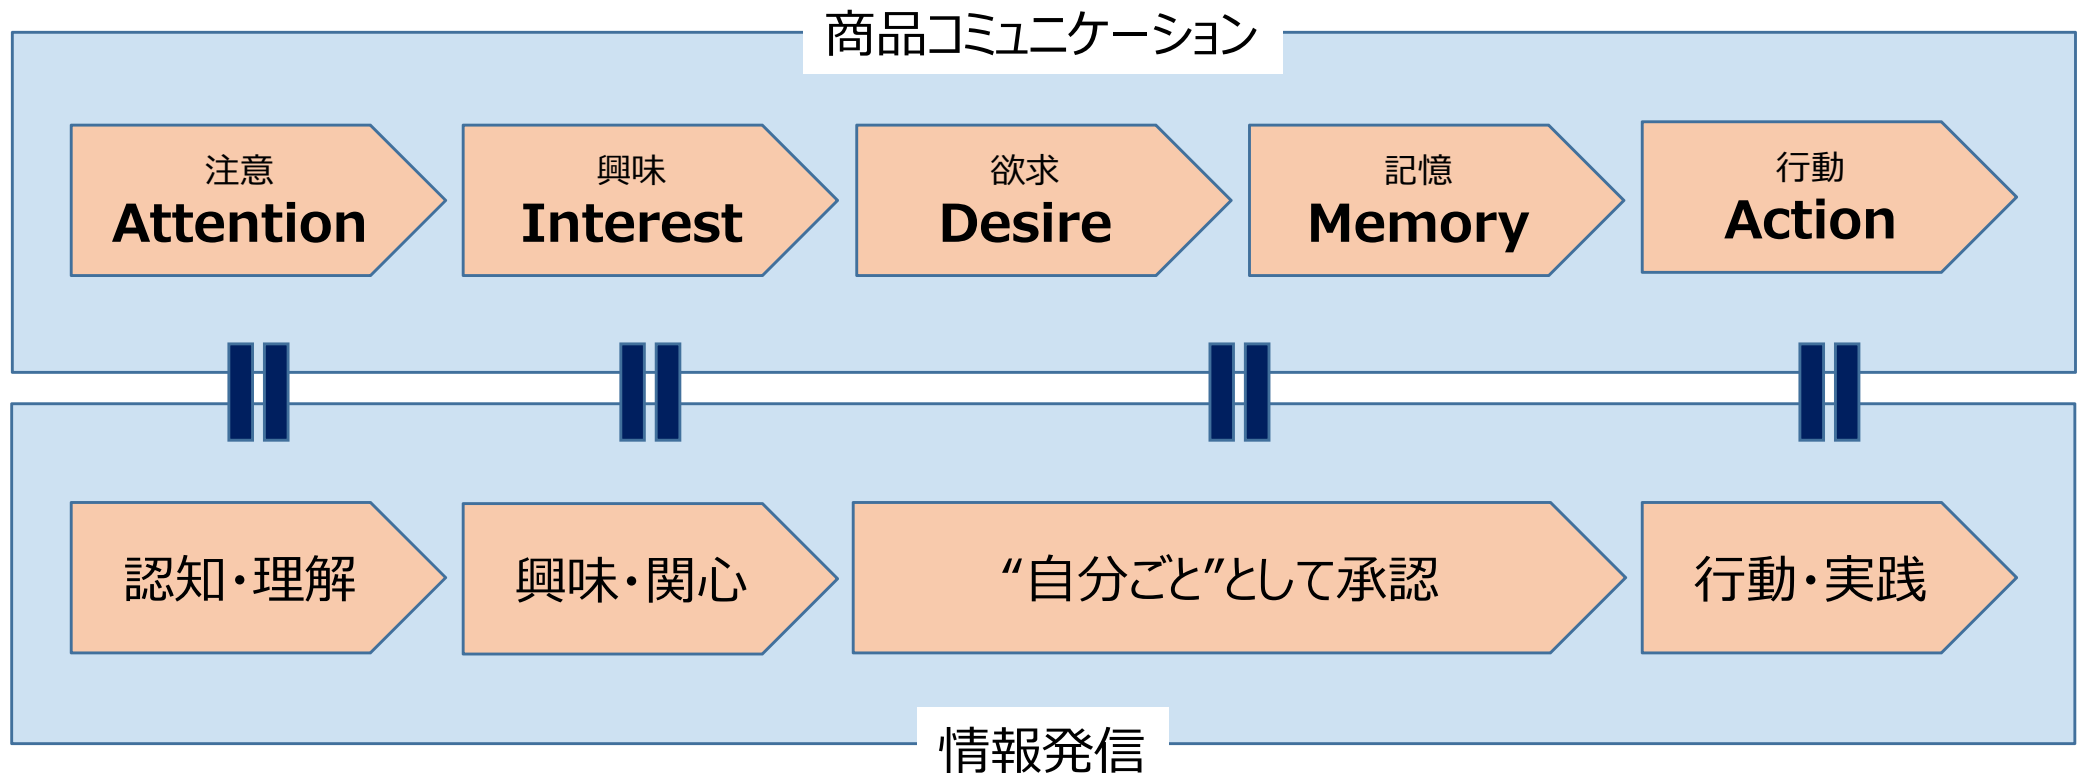 商品コミュニケーション
注意
Attention
興味
Interest
欲求
Desire
記憶
Memory
行動
Action
認知・理解
興味・関心
“自分ごと”として承認
行動・実践
情報発信